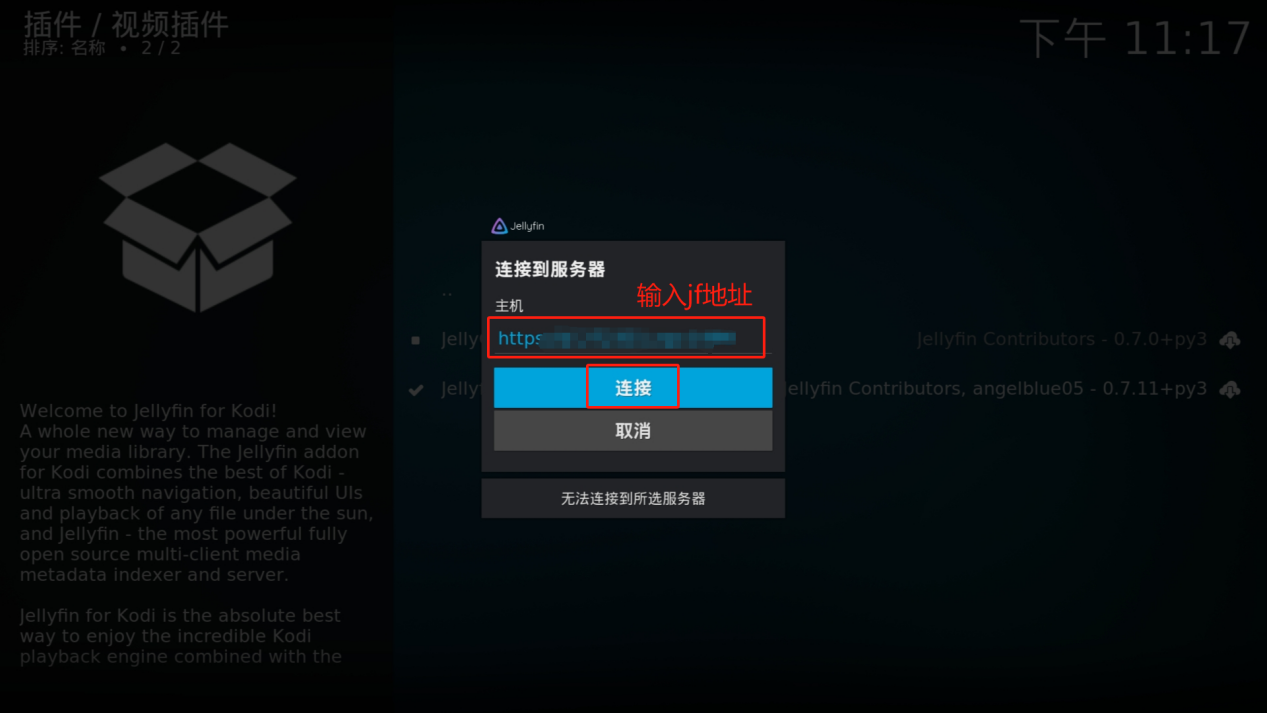 插件 / 视频插件
排序: 名称 • 2 / 2
下午 11:17
Jellyfin
连接到服务器
输入jf地址
主机
https
..
Jelly
Jellyfin Contributors - 0.7.0+py3
连接
Jelly
ellyfin Contributors, angelblue05 - 0.7.11+py3
取消
无法连接到所选服务器
Welcome to Jellyfin for Kodi!
A whole new way to manage and view
your media library. The Jellyfin addon
for Kodi combines the best of Kodi -
ultra smooth navigation, beautiful UIs
and playback of any file under the sun,
and Jellyfin - the most powerful fully
open source multi-client media
metadata indexer and server.
Jellyfin for Kodi is the absolute best
way to enjoy the incredible Kodi
playback engine combined with the